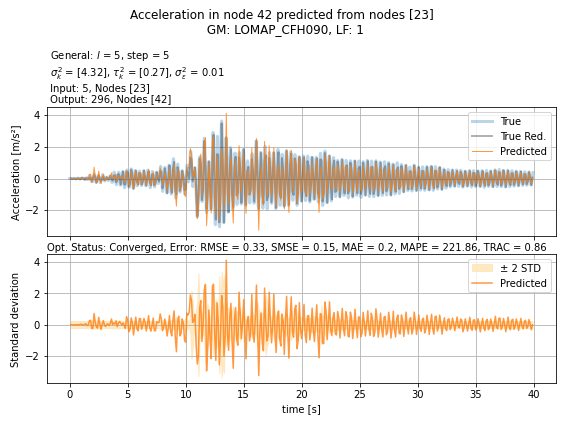 Acceleration in node 42 predicted from nodes [23]
GM: LOMAP_CFH090, LF: 1
General: l = 5, step = 5
σ²ₖ = [4.32], τ²ₖ = [0.27], σ²ε = 0.01
Input: 5, Nodes [23]
Output: 296, Nodes [42]
Acceleration [m/s²]
4
2
0
−2
True
True Red.
Predicted
Opt. Status: Converged, Error: RMSE = 0.33, SMSE = 0.15, MAE = 0.2, MAPE = 221.86, TRAC = 0.86
Standard deviation
4
2
0
−2
± 2 STD
Predicted
0 5 10 15 20 25 30 35 40
time [s]